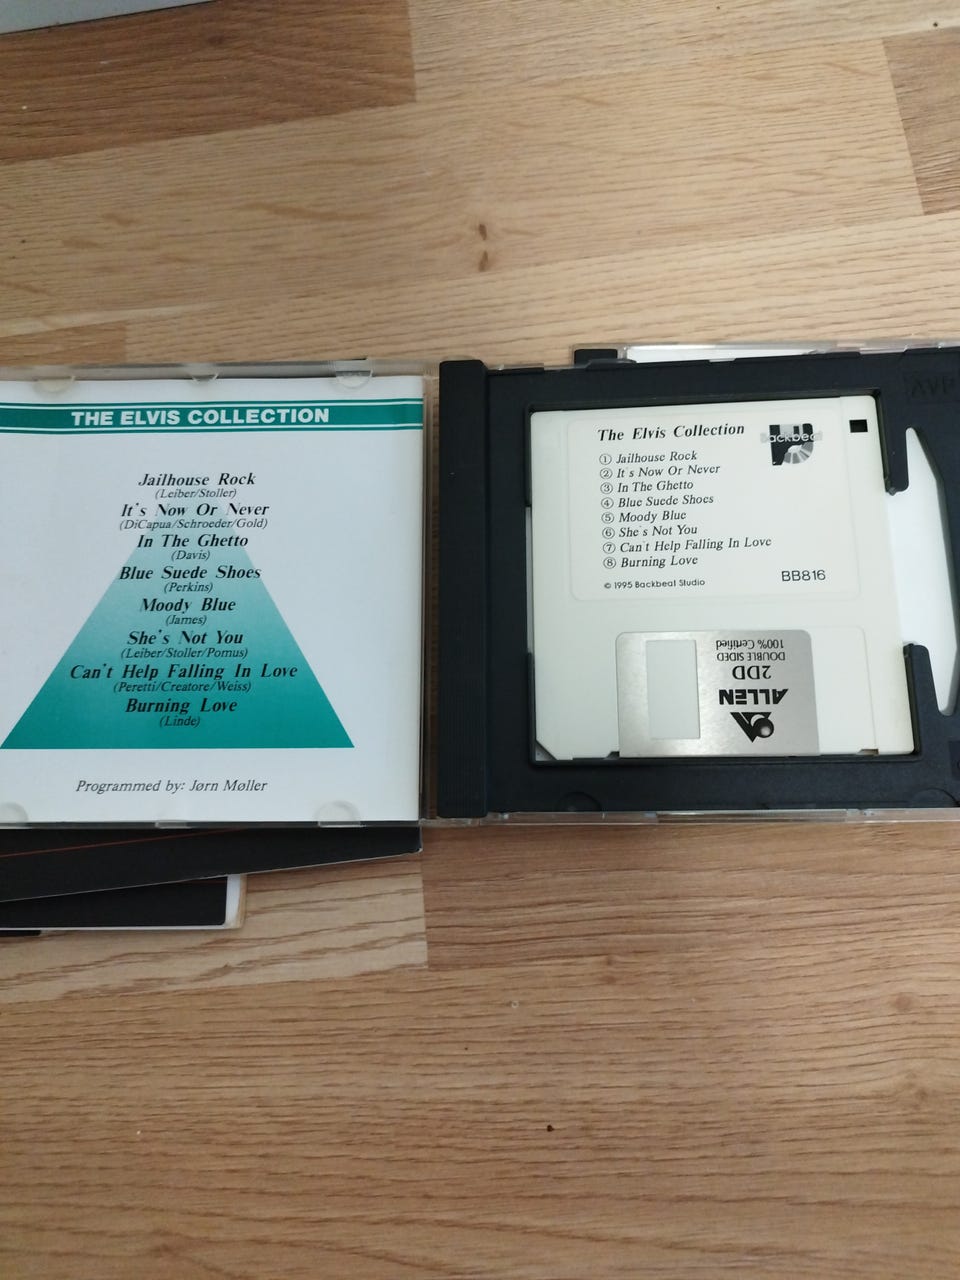 THE ELVIS COLLECTION
Jailhouse Rock
(Leiber/Stoller)
It's Now Or Never
(DiCapua/Schroeder/Gold)
In The Ghetto
(Davis)
Blue Suede Shoes
(Perkins)
Moody Blue
(James)
She's Not You
(Leiber/Stoller/Pomus)
Can't Help Falling In Love
(Peretti/Creatore/Weiss)
Burning Love
(Linde)
Programmed by: Jørn Møller
The Elvis Collection
Backbeat
① Jailhouse Rock
② It's Now Or Never
③ In The Ghetto
④ Blue Suede Shoes
⑤ Moody Blue
⑥ She's Not You
⑦ Can't Help Falling In Love
⑧ Burning Love
© 1995 Backbeat Studio
BB816
ALLEN
2DD
DOUBLE SIDED
100% Certified